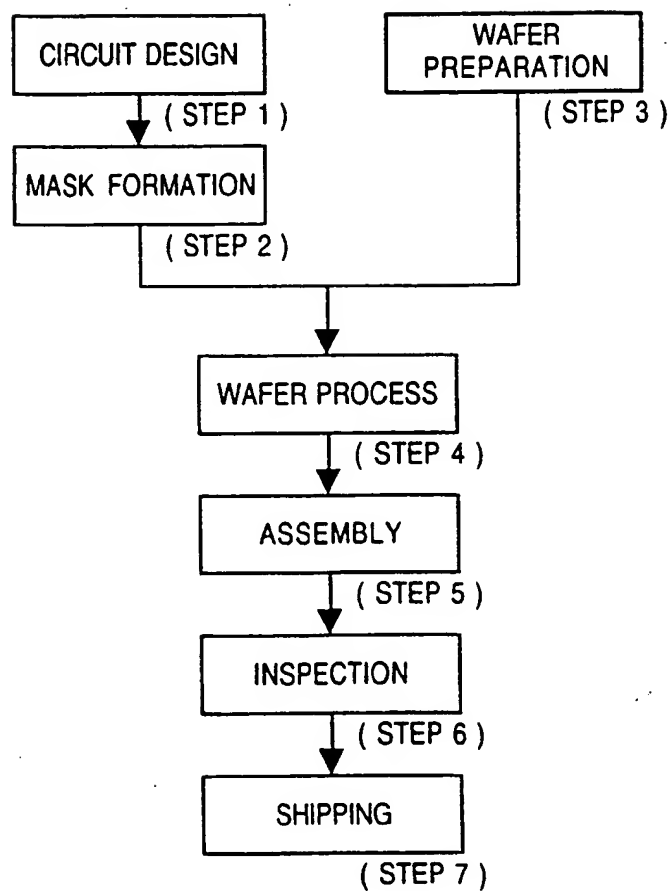 CIRCUIT DESIGN
( STEP 1 )
MASK FORMATION
( STEP 2 )
WAFER
PREPARATION
( STEP 3 )
WAFER PROCESS
( STEP 4 )
ASSEMBLY
( STEP 5 )
INSPECTION
( STEP 6 )
SHIPPING
( STEP 7 )